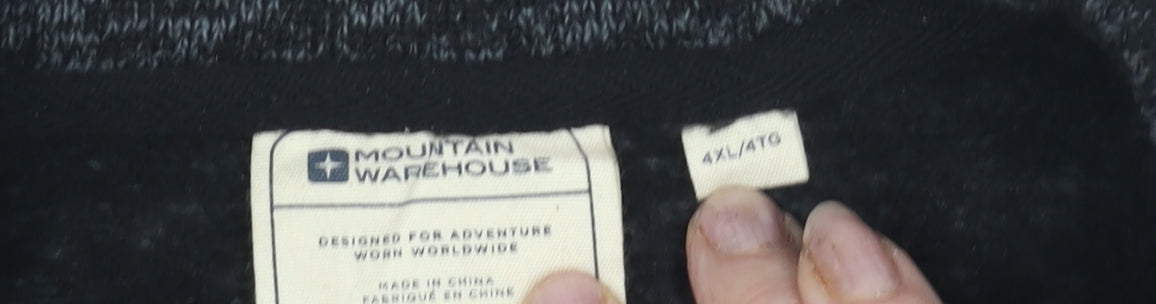 MOUNTAIN
WAREHOUSE
DESIGNED FOR ADVENTURE
WORN WORLDWIDE
MADE IN CHINA
FABRIQUÉ EN CHINE
4XL/4TG